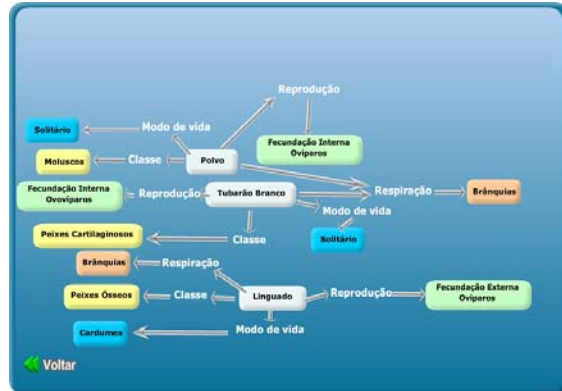 Reprodução
Solitário
Modo de vida
Fecundação Interna
Ovíparos
Moluscos
Classe
Polvo
Fecundação Interna
Ovovíparos
Reprodução
Tubarão Branco
Respiração
Brânquias
Modo de vida
Peixes Cartilaginosos
Classe
Solitário
Brânquias
Respiração
Peixes Ósseos
Classe
Linguado
Reprodução
Fecundação Externa
Ovíparos
Cardumes
Modo de vida
Voltar